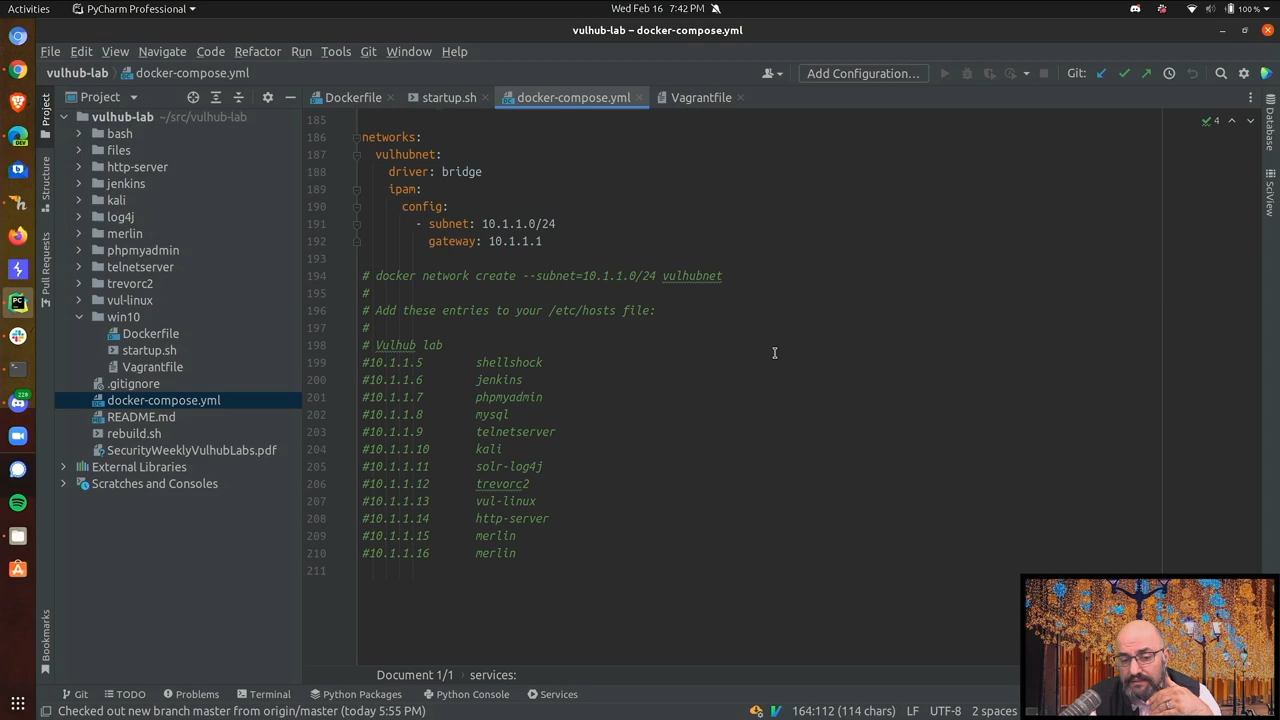 Activities
PyCharm Professional
Wed Feb 16 7:42 PM
100 %
vulhub-lab – docker-compose.yml
File Edit View Navigate Code Refactor Run Tools Git Window Help
vulhub-lab
docker-compose.yml
Add Configuration...
Git:
Project
Dockerfile
startup.sh
docker-compose.yml
Vagrantfile
Project
Structure
Pull Requests
Bookmarks
vulhub-lab ~/src/vulhub-lab
bash
files
http-server
jenkins
kali
log4j
merlin
phpmyadmin
telnetserver
trevorc2
vul-linux
win10
Dockerfile
startup.sh
Vagrantfile
.gitignore
docker-compose.yml
README.md
rebuild.sh
SecurityWeeklyVulhubLabs.pdf
External Libraries
Scratches and Consoles
DEV
PC
228
185
186 networks:
187 vulhubnet:
188 driver: bridge
189 ipam:
190 config:
191 - subnet: 10.1.1.0/24
192 gateway: 10.1.1.1
193
194 # docker network create --subnet=10.1.1.0/24 vulhubnet
195 #
196 # Add these entries to your /etc/hosts file:
197 #
198 # Vulhub lab
199 #10.1.1.5 shellshock
200 #10.1.1.6 jenkins
201 #10.1.1.7 phpmyadmin
202 #10.1.1.8 mysql
203 #10.1.1.9 telnetserver
204 #10.1.1.10 kali
205 #10.1.1.11 solr-log4j
206 #10.1.1.12 trevorc2
207 #10.1.1.13 vul-linux
208 #10.1.1.14 http-server
209 #10.1.1.15 merlin
210 #10.1.1.16 merlin
211
4
Database
SciView
Document 1/1 services:
Git TODO Problems Terminal Python Packages Python Console Services
Checked out new branch master from origin/master (today 5:55 PM)
164:112 (114 chars) LF UTF-8 2 spaces